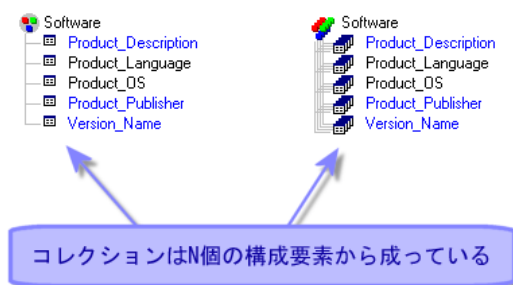 Software
Product_Description
Product_Language
Product_OS
Product_Publisher
Version_Name
Software
Product_Description
Product_Language
Product_OS
Product_Publisher
Version_Name
コレクションはN個の構成要素から成っている